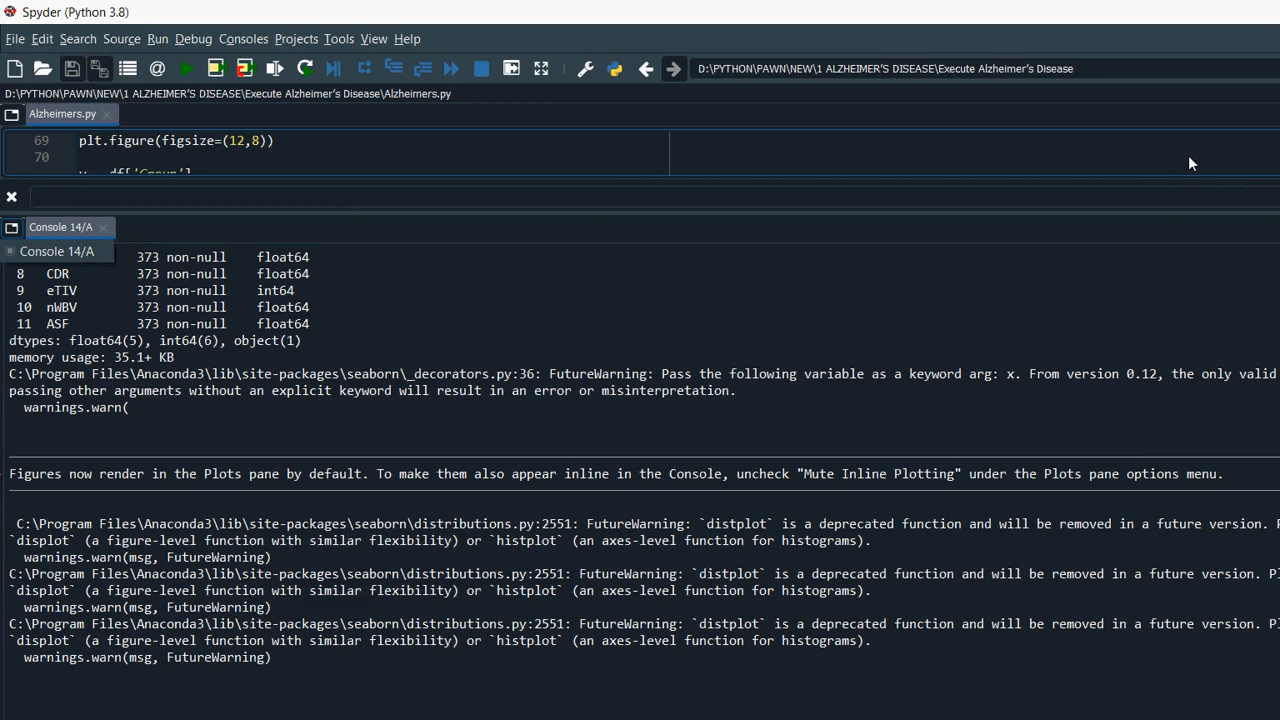 Spyder (Python 3.8)
File Edit Search Source Run Debug Consoles Projects Tools View Help
D:\PYTHON\PAWN\NEW\1 ALZHEIMER'S DISEASE\Execute Alzheimer's Disease
D:\PYTHON\PAWN\NEW\1 ALZHEIMER'S DISEASE\Execute Alzheimer's Disease\Alzheimers.py
Alzheimers.py
69 plt.figure(figsize=(12,8))
70
Console 14/A
Console 14/A
373 non-null float64
8 CDR 373 non-null float64
9 eTIV 373 non-null int64
10 nWBV 373 non-null float64
11 ASF 373 non-null float64
dtypes: float64(5), int64(6), object(1)
memory usage: 35.1+ KB
C:\Program Files\Anaconda3\lib\site-packages\seaborn\_decorators.py:36: FutureWarning: Pass the following variable as a keyword arg: x. From version 0.12, the only valid
passing other arguments without an explicit keyword will result in an error or misinterpretation.
warnings.warn(
Figures now render in the Plots pane by default. To make them also appear inline in the Console, uncheck "Mute Inline Plotting" under the Plots pane options menu.
C:\Program Files\Anaconda3\lib\site-packages\seaborn\distributions.py:2551: FutureWarning: `distplot` is a deprecated function and will be removed in a future version.
`displot` (a figure-level function with similar flexibility) or `histplot` (an axes-level function for histograms).
warnings.warn(msg, FutureWarning)
C:\Program Files\Anaconda3\lib\site-packages\seaborn\distributions.py:2551: FutureWarning: `distplot` is a deprecated function and will be removed in a future version.
`displot` (a figure-level function with similar flexibility) or `histplot` (an axes-level function for histograms).
warnings.warn(msg, FutureWarning)
C:\Program Files\Anaconda3\lib\site-packages\seaborn\distributions.py:2551: FutureWarning: `distplot` is a deprecated function and will be removed in a future version.
`displot` (a figure-level function with similar flexibility) or `histplot` (an axes-level function for histograms).
warnings.warn(msg, FutureWarning)